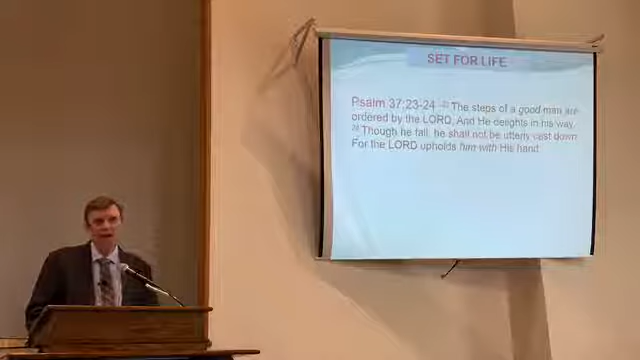 SET FOR LIFE
Psalm 37:23-24 23 The steps of a good man are
ordered by the LORD, And He delights in his way.
24 Though he fall, he shall not be utterly cast down
For the LORD upholds him with His hand.